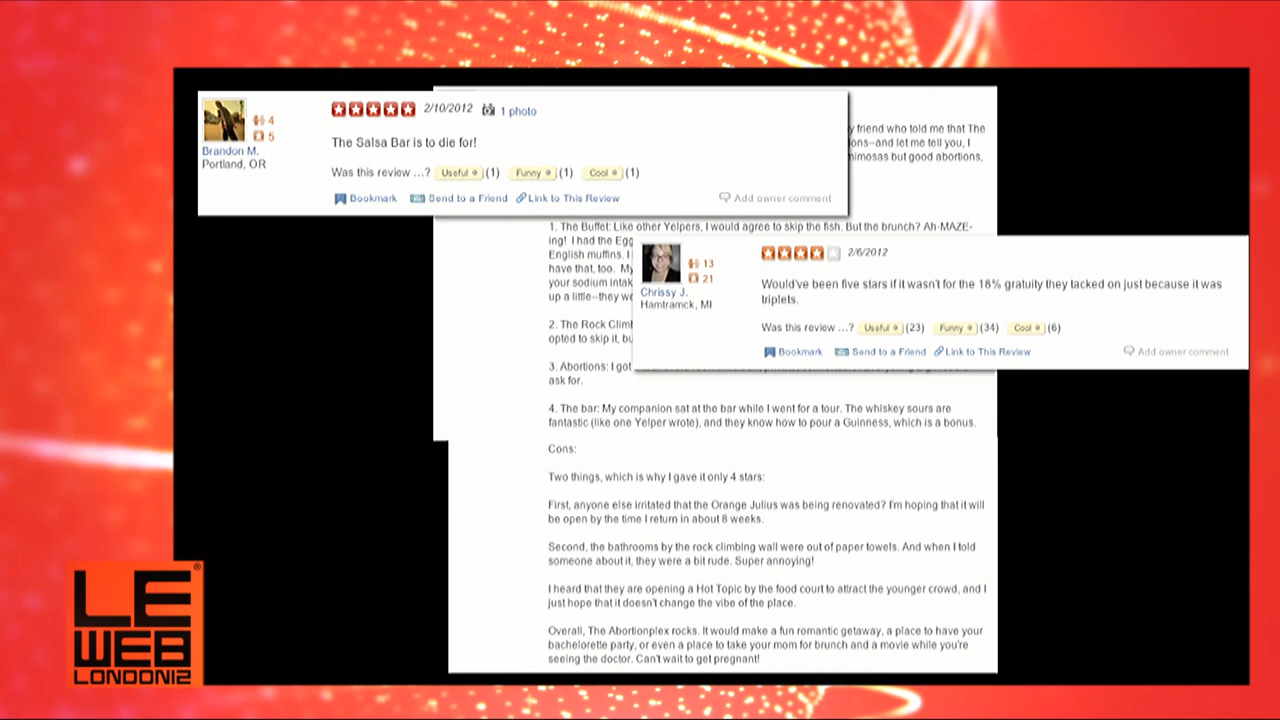 2/10/2012 1 photo
4
5
Brandon M.
Portland, OR
The Salsa Bar is to die for!
Was this review ...? Useful (1) Funny (1) Cool (1)
Bookmark Send to a Friend Link to This Review Add owner comment
y friend who told me that The
ons--and let me tell you, I
nimosas but good abortions,
1. The Buffet: Like other Yelpers, I would agree to skip the fish. But the brunch? Ah-MAZE-
ing! I had the Egg
English muffins. I
have that, too. My
your sodium intak
up a little--they we
2. The Rock Climb
opted to skip it, bu
3. Abortions: I got
ask for.
2/6/2012
13
21
Chrissy J.
Hamtramck, MI
Would've been five stars if it wasn't for the 18% gratuity they tacked on just because it was
triplets.
Was this review ...? Useful (23) Funny (34) Cool (6)
Bookmark Send to a Friend Link to This Review Add owner comment
4. The bar: My companion sat at the bar while I went for a tour. The whiskey sours are
fantastic (like one Yelper wrote), and they know how to pour a Guinness, which is a bonus.
Cons:
Two things, which is why I gave it only 4 stars:
First, anyone else irritated that the Orange Julius was being renovated? I'm hoping that it will
be open by the time I return in about 8 weeks.
Second, the bathrooms by the rock climbing wall were out of paper towels. And when I told
someone about it, they were a bit rude. Super annoying!
I heard that they are opening a Hot Topic by the food court to attract the younger crowd, and I
just hope that it doesn't change the vibe of the place.
Overall, The Abortionplex rocks. It would make a fun romantic getaway, a place to have your
bachelorette party, or even a place to take your mom for brunch and a movie while you're
seeing the doctor. Can't wait to get pregnant!
LE
WEB
LONDON12
®